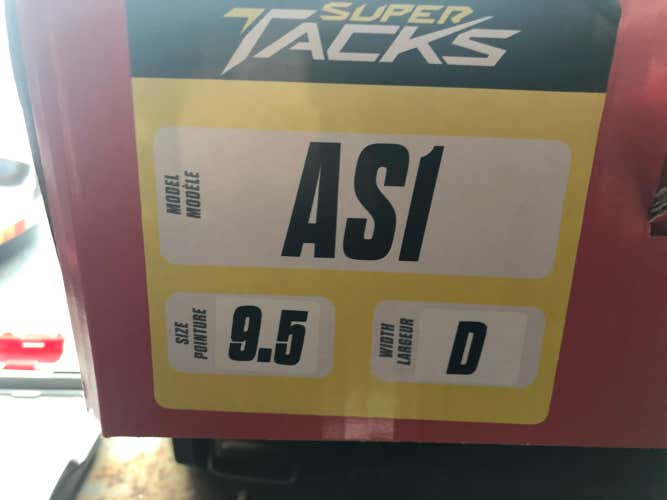 SUPER
TACKS
MODEL
MODÈLE
AS1
SIZE
POINTURE
9.5
WIDTH
LARGEUR
D